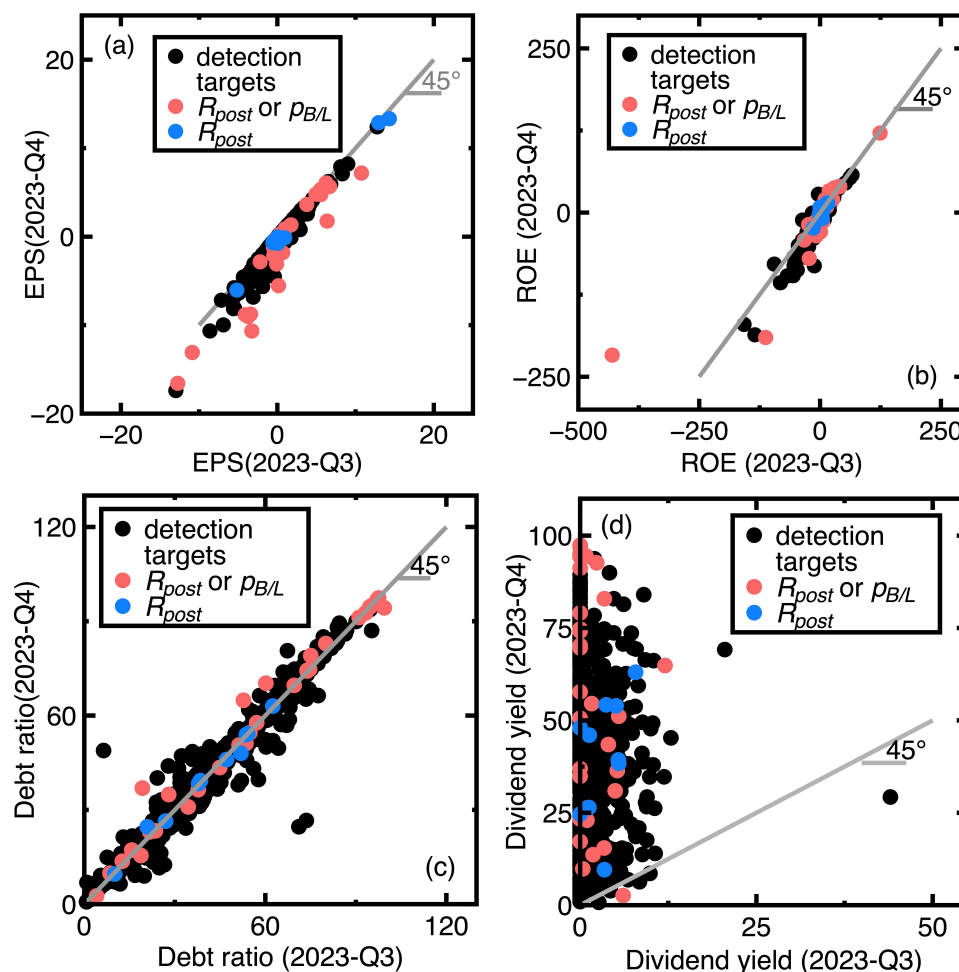 (a)
detection
targets
R_post or p_B/L
R_post
45°
20
0
−20
EPS(2023-Q4)
−20
0
20
EPS(2023-Q3)
detection
targets
R_post or p_B/L
R_post
45°
250
0
−250
ROE (2023-Q4)
(b)
−500
−250
0
250
ROE (2023-Q3)
detection
targets
R_post or p_B/L
R_post
45°
120
60
0
Debt ratio(2023-Q4)
(c)
0
60
120
Debt ratio (2023-Q3)
(d)
detection
targets
R_post or p_B/L
R_post
45°
100
75
50
25
0
Dividend yield (2023-Q4)
0
25
50
Dividend yield (2023-Q3)